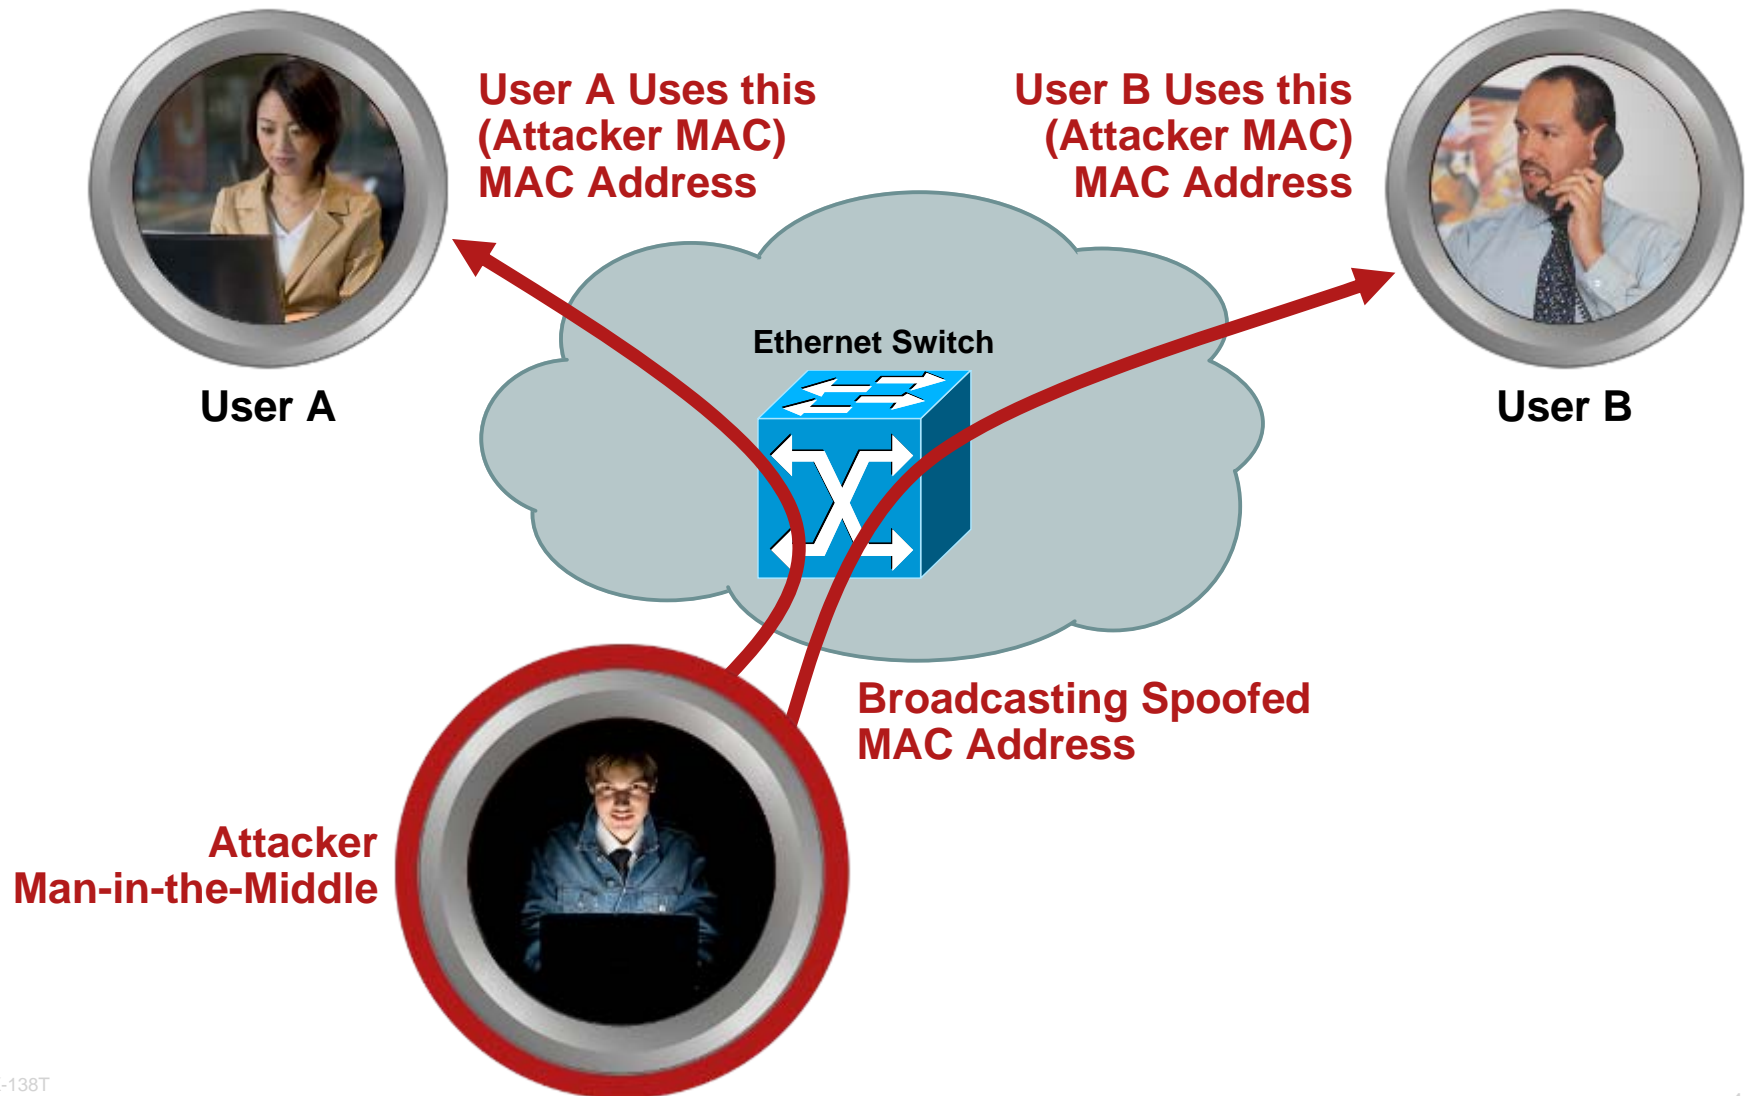 User A Uses this
(Attacker MAC)
MAC Address
User B Uses this
(Attacker MAC)
MAC Address
Ethernet Switch
User A
User B
Broadcasting Spoofed
MAC Address
Attacker
Man-in-the-Middle
-138T